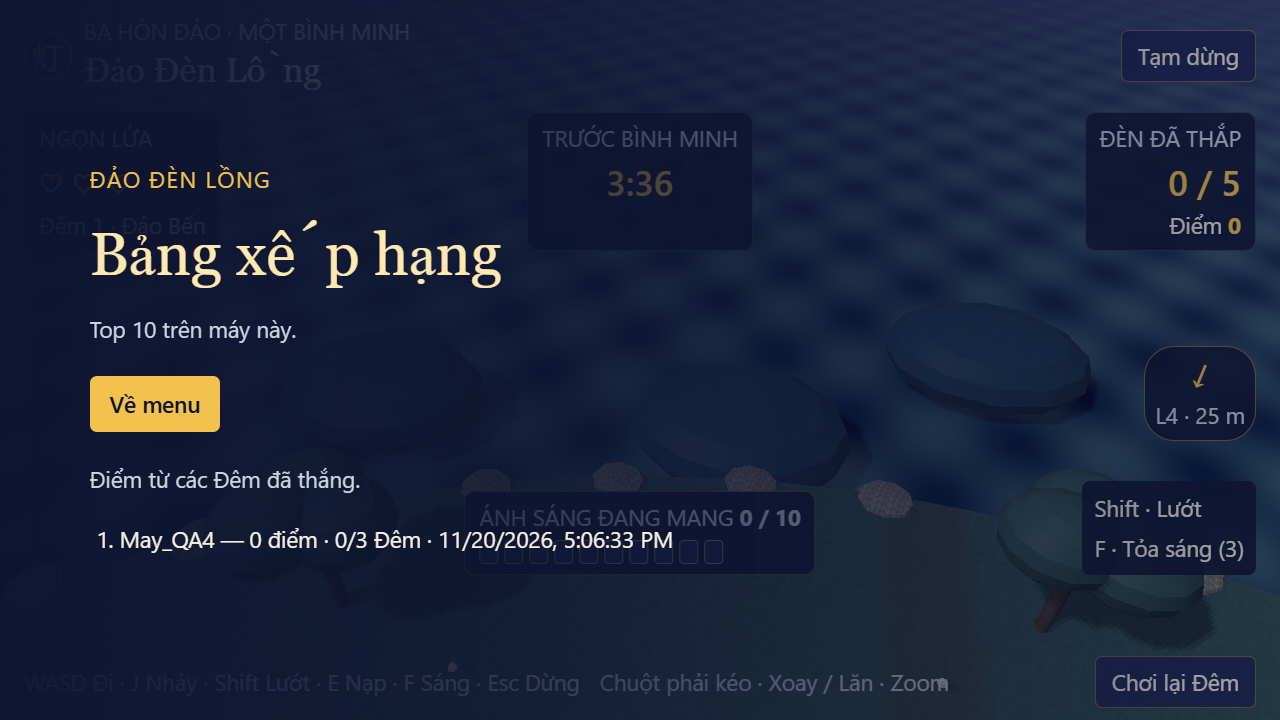 BA HÒN ĐẢO · MỘT BÌNH MINH
Đảo Đèn Lồng
Tạm dừng
NGỌN LỬA
TRƯỚC BÌNH MINH
ĐÈN ĐÃ THẮP
3:36
0 / 5
ĐẢO ĐÈN LỒNG
Đêm 1 · Đảo Bến
Điểm 0
Bảng xếp hạng
Top 10 trên máy này.
Về menu
L4 · 25 m
Điểm từ các Đêm đã thắng.
ÁNH SÁNG ĐANG MANG 0 / 10
Shift · Lướt
1. May_QA4 — 0 điểm · 0/3 Đêm · 11/20/2026, 5:06:33 PM
F · Tỏa sáng (3)
WASD Đi · J Nhảy · Shift Lướt · E Nạp · F Sáng · Esc Dừng Chuột phải kéo · Xoay / Lăn · Zoom
Chơi lại Đêm